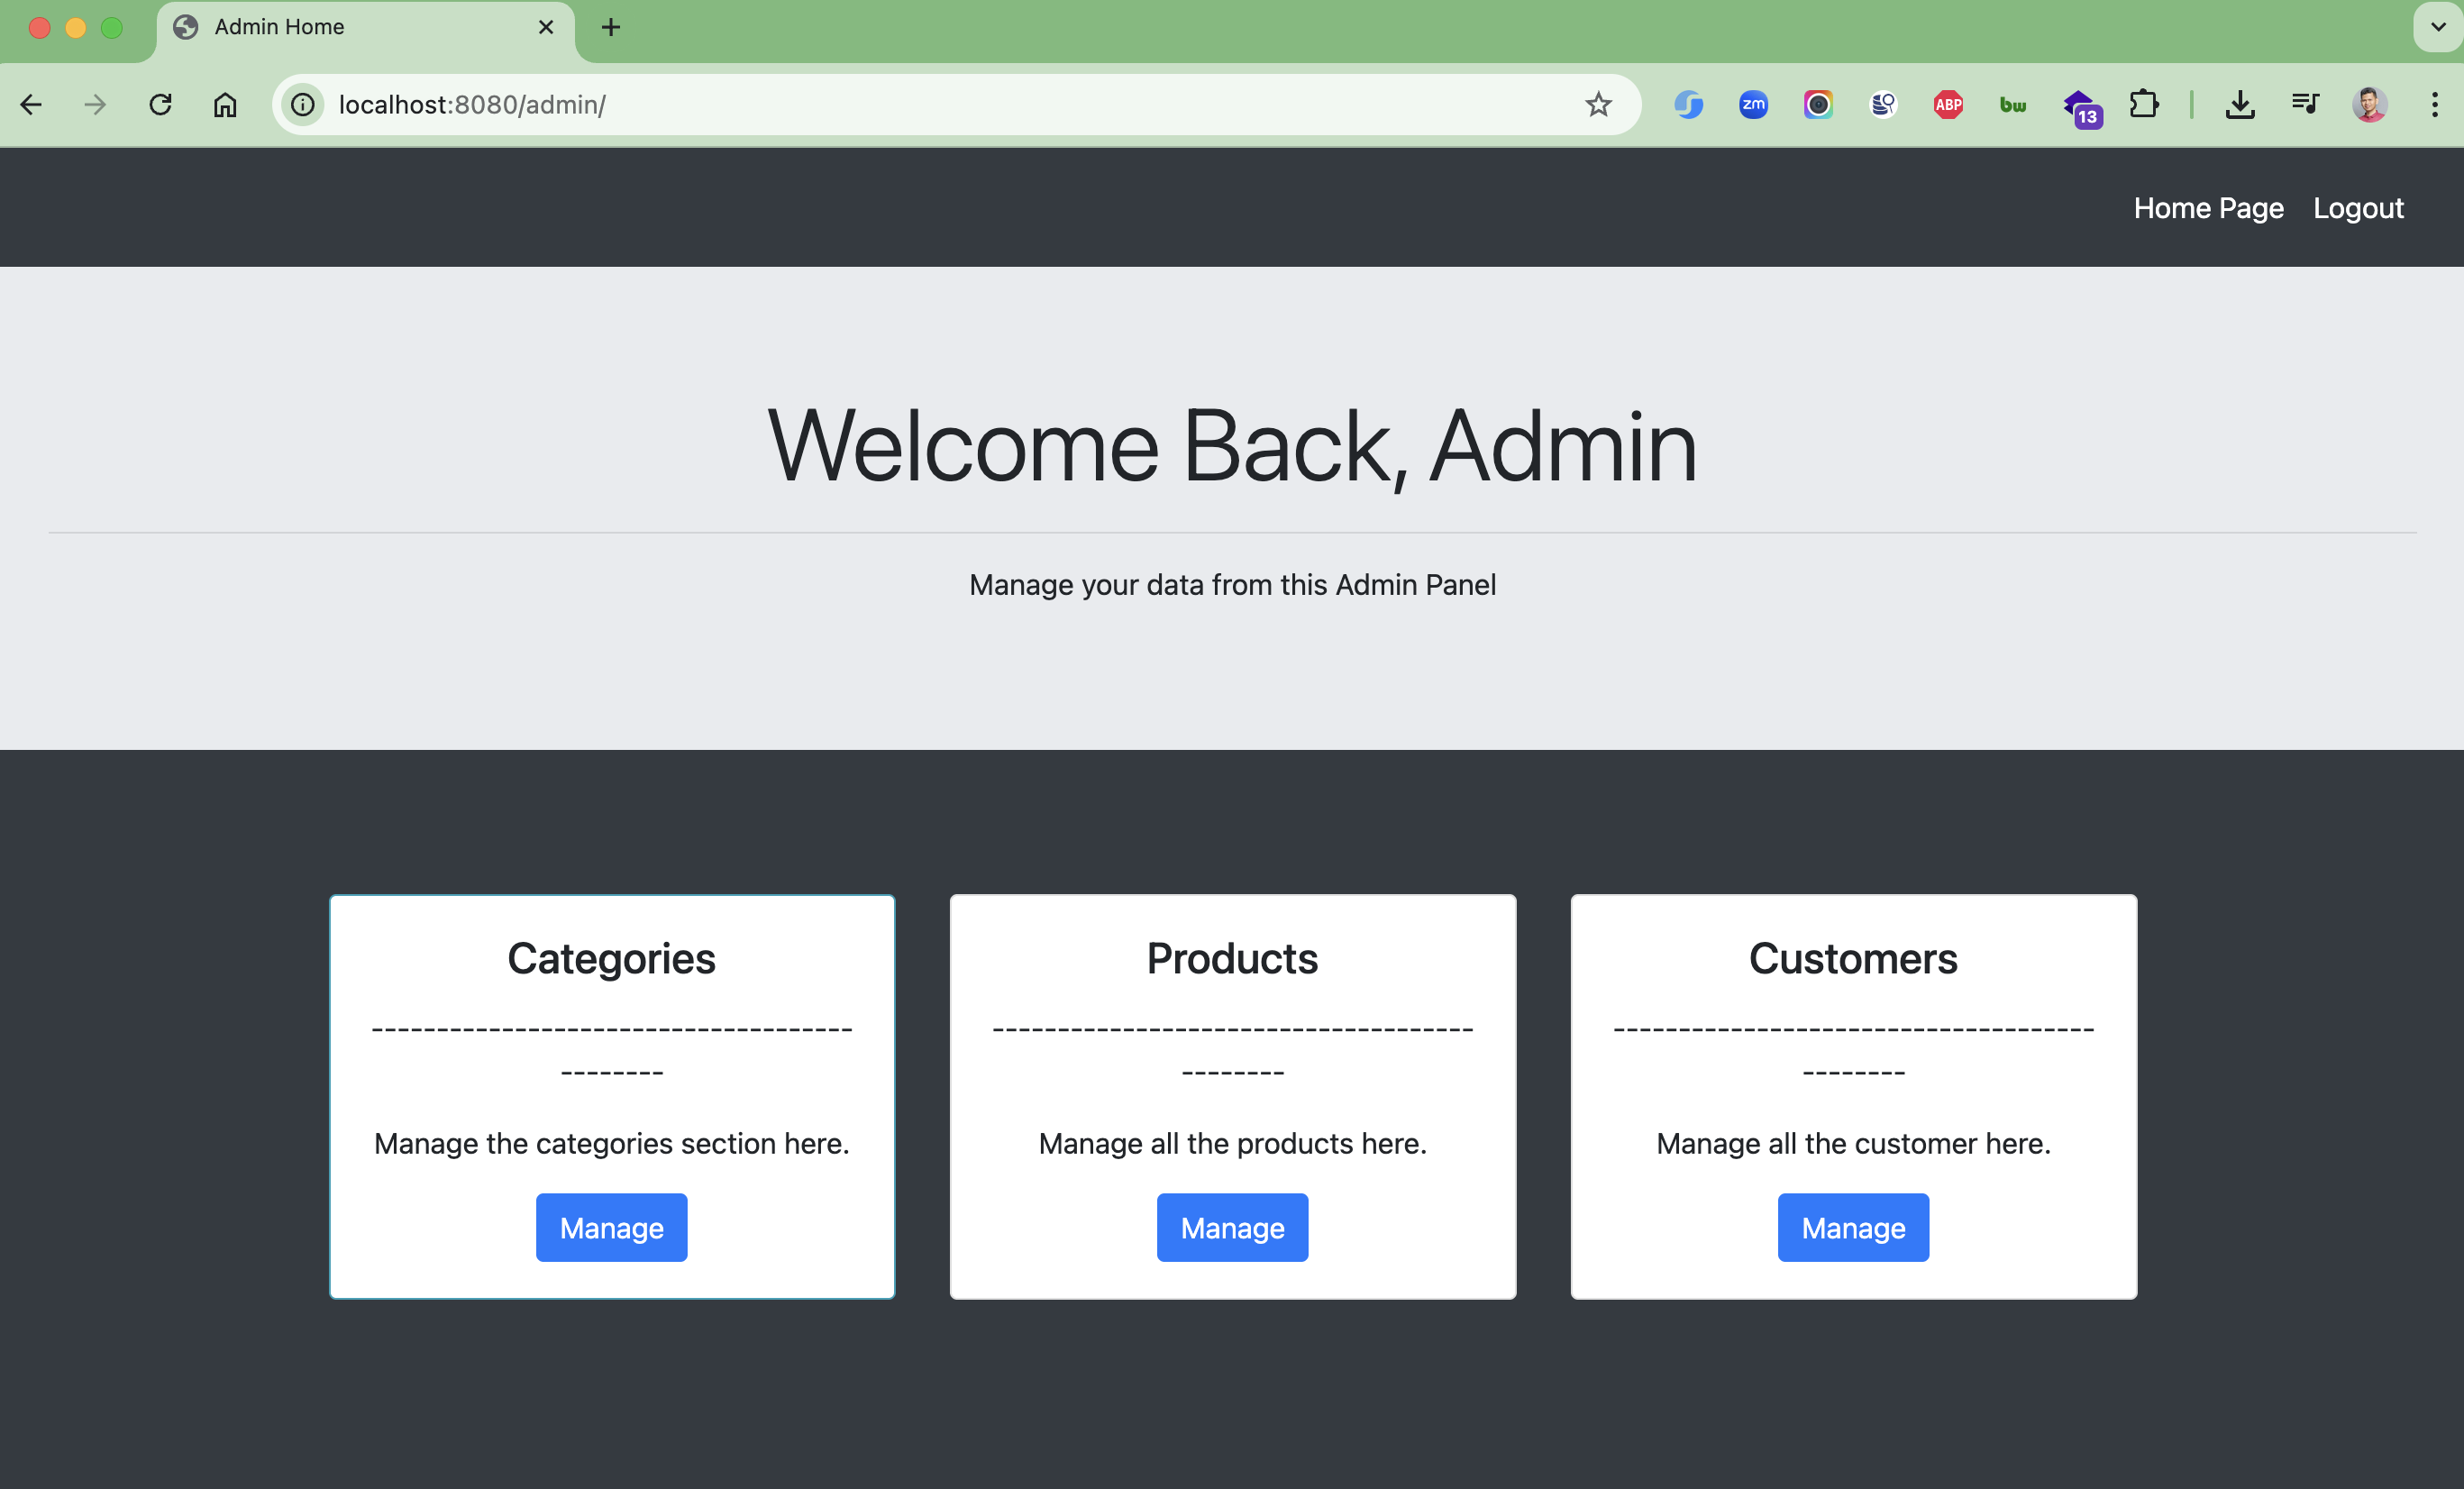 Admin Home
localhost:8080/admin/
zm
ABP
bw
13
Home Page Logout
Welcome Back, Admin
Manage your data from this Admin Panel
Categories
-------------------------------------
--------
Manage the categories section here.
Manage
Products
-------------------------------------
--------
Manage all the products here.
Manage
Customers
-------------------------------------
--------
Manage all the customer here.
Manage